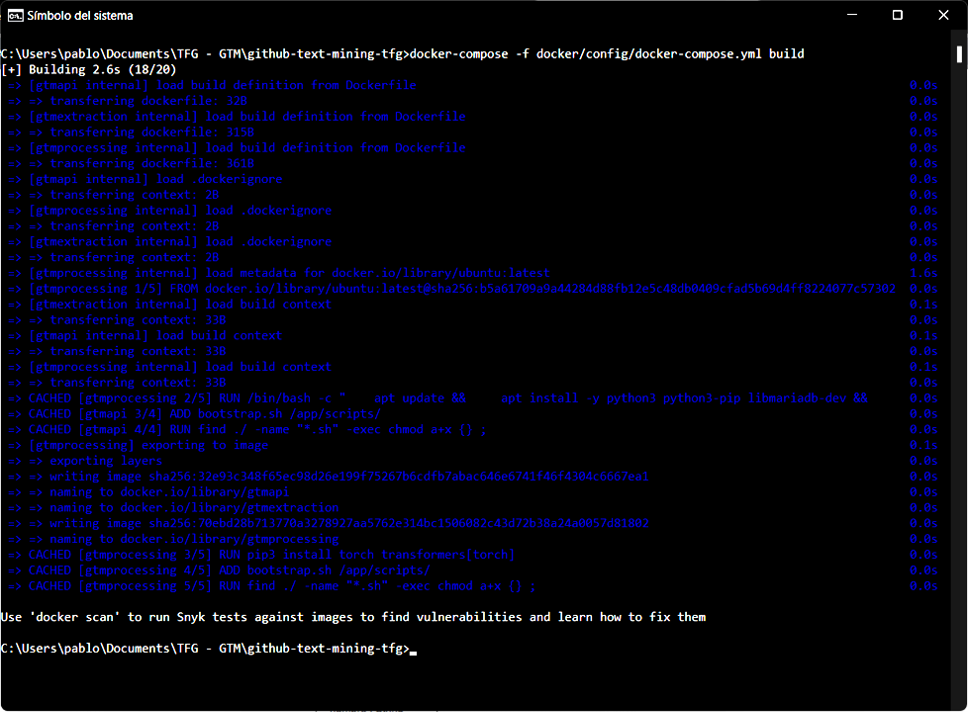 Símbolo del sistema
C:\Users\pablo\Documents\TFG - GTM\github-text-mining-tfg>docker-compose -f docker/config/docker-compose.yml build
[+] Building 2.6s (18/20)
=> [gtmapi internal] load build definition from Dockerfile 0.0s
=> => transferring dockerfile: 32B 0.0s
=> [gtmextraction internal] load build definition from Dockerfile 0.0s
=> => transferring dockerfile: 315B 0.0s
=> [gtmprocessing internal] load build definition from Dockerfile 0.0s
=> => transferring dockerfile: 361B 0.0s
=> [gtmapi internal] load .dockerignore 0.0s
=> => transferring context: 2B 0.0s
=> [gtmprocessing internal] load .dockerignore 0.0s
=> => transferring context: 2B 0.0s
=> [gtmextraction internal] load .dockerignore 0.0s
=> => transferring context: 2B 0.0s
=> [gtmprocessing internal] load metadata for docker.io/library/ubuntu:latest 1.6s
=> [gtmprocessing 1/5] FROM docker.io/library/ubuntu:latest@sha256:b5a61709a9a44284d88fb12e5c48db0409cfad5b69d4ff8224077c57302 0.0s
=> [gtmextraction internal] load build context 0.1s
=> => transferring context: 33B 0.0s
=> [gtmapi internal] load build context 0.1s
=> => transferring context: 33B 0.0s
=> [gtmprocessing internal] load build context 0.1s
=> => transferring context: 33B 0.0s
=> CACHED [gtmprocessing 2/5] RUN /bin/bash -c " apt update && apt install -y python3 python3-pip libmariadb-dev && 0.0s
=> CACHED [gtmapi 3/4] ADD bootstrap.sh /app/scripts/ 0.0s
=> CACHED [gtmapi 4/4] RUN find ./ -name "*.sh" -exec chmod a+x {} ; 0.0s
=> [gtmprocessing] exporting to image 0.1s
=> => exporting layers 0.0s
=> => writing image sha256:32e93c348f65ec98d26e199f75267b6cdfb7abac646e6741f46f4304c6667ea1 0.0s
=> => naming to docker.io/library/gtmapi 0.0s
=> => naming to docker.io/library/gtmextraction 0.0s
=> => writing image sha256:70ebd28b713770a3278927aa5762e314bc1506082c43d72b38a24a0057d81802 0.0s
=> => naming to docker.io/library/gtmprocessing 0.0s
=> CACHED [gtmprocessing 3/5] RUN pip3 install torch transformers[torch] 0.0s
=> CACHED [gtmprocessing 4/5] ADD bootstrap.sh /app/scripts/ 0.0s
=> CACHED [gtmprocessing 5/5] RUN find ./ -name "*.sh" -exec chmod a+x {} ; 0.0s
Use 'docker scan' to run Snyk tests against images to find vulnerabilities and learn how to fix them
C:\Users\pablo\Documents\TFG - GTM\github-text-mining-tfg>